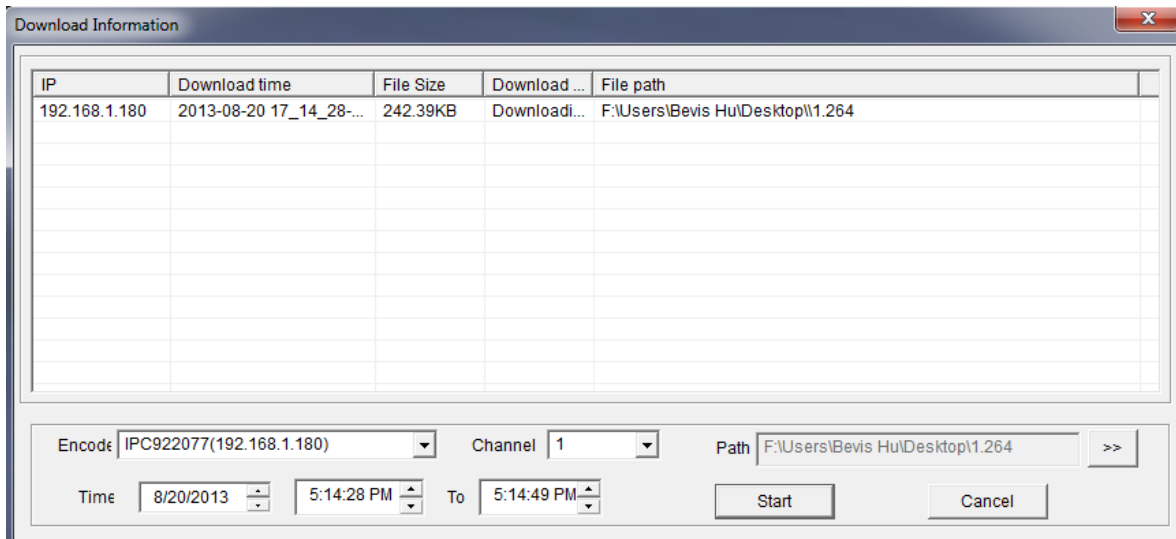 Download Information
IP Download time File Size Download ... File path
192.168.1.180 2013-08-20 17_14_28-... 242.39KB Downloadi... F:\Users\Bevis Hu\Desktop\\1.264
Encode IPC922077(192.168.1.180) Channel 1 Path F:\Users\Bevis Hu\Desktop\1.264 >>
Time 8/20/2013 5:14:28 PM To 5:14:49 PM Start Cancel